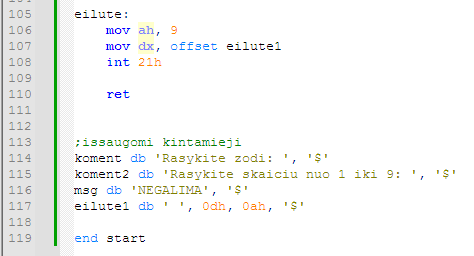 105 eilute:
106 mov ah, 9
107 mov dx, offset eilute1
108 int 21h
109
110 ret
111
112
113 ;issaugomi kintamieji
114 koment db 'Rasykite zodi: ', '$'
115 koment2 db 'Rasykite skaiciu nuo 1 iki 9: ', '$'
116 msg db 'NEGALIMA', '$'
117 eilute1 db ' ', 0dh, 0ah, '$'
118
119 end start